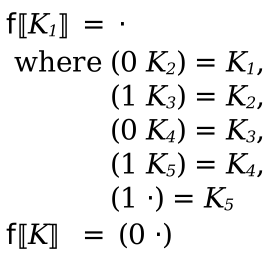 f⟦K₁⟧ = ·
where (0 K₂) = K₁,
(1 K₃) = K₂,
(0 K₄) = K₃,
(1 K₅) = K₄,
(1 ·) = K₅
f⟦K⟧ = (0 ·)